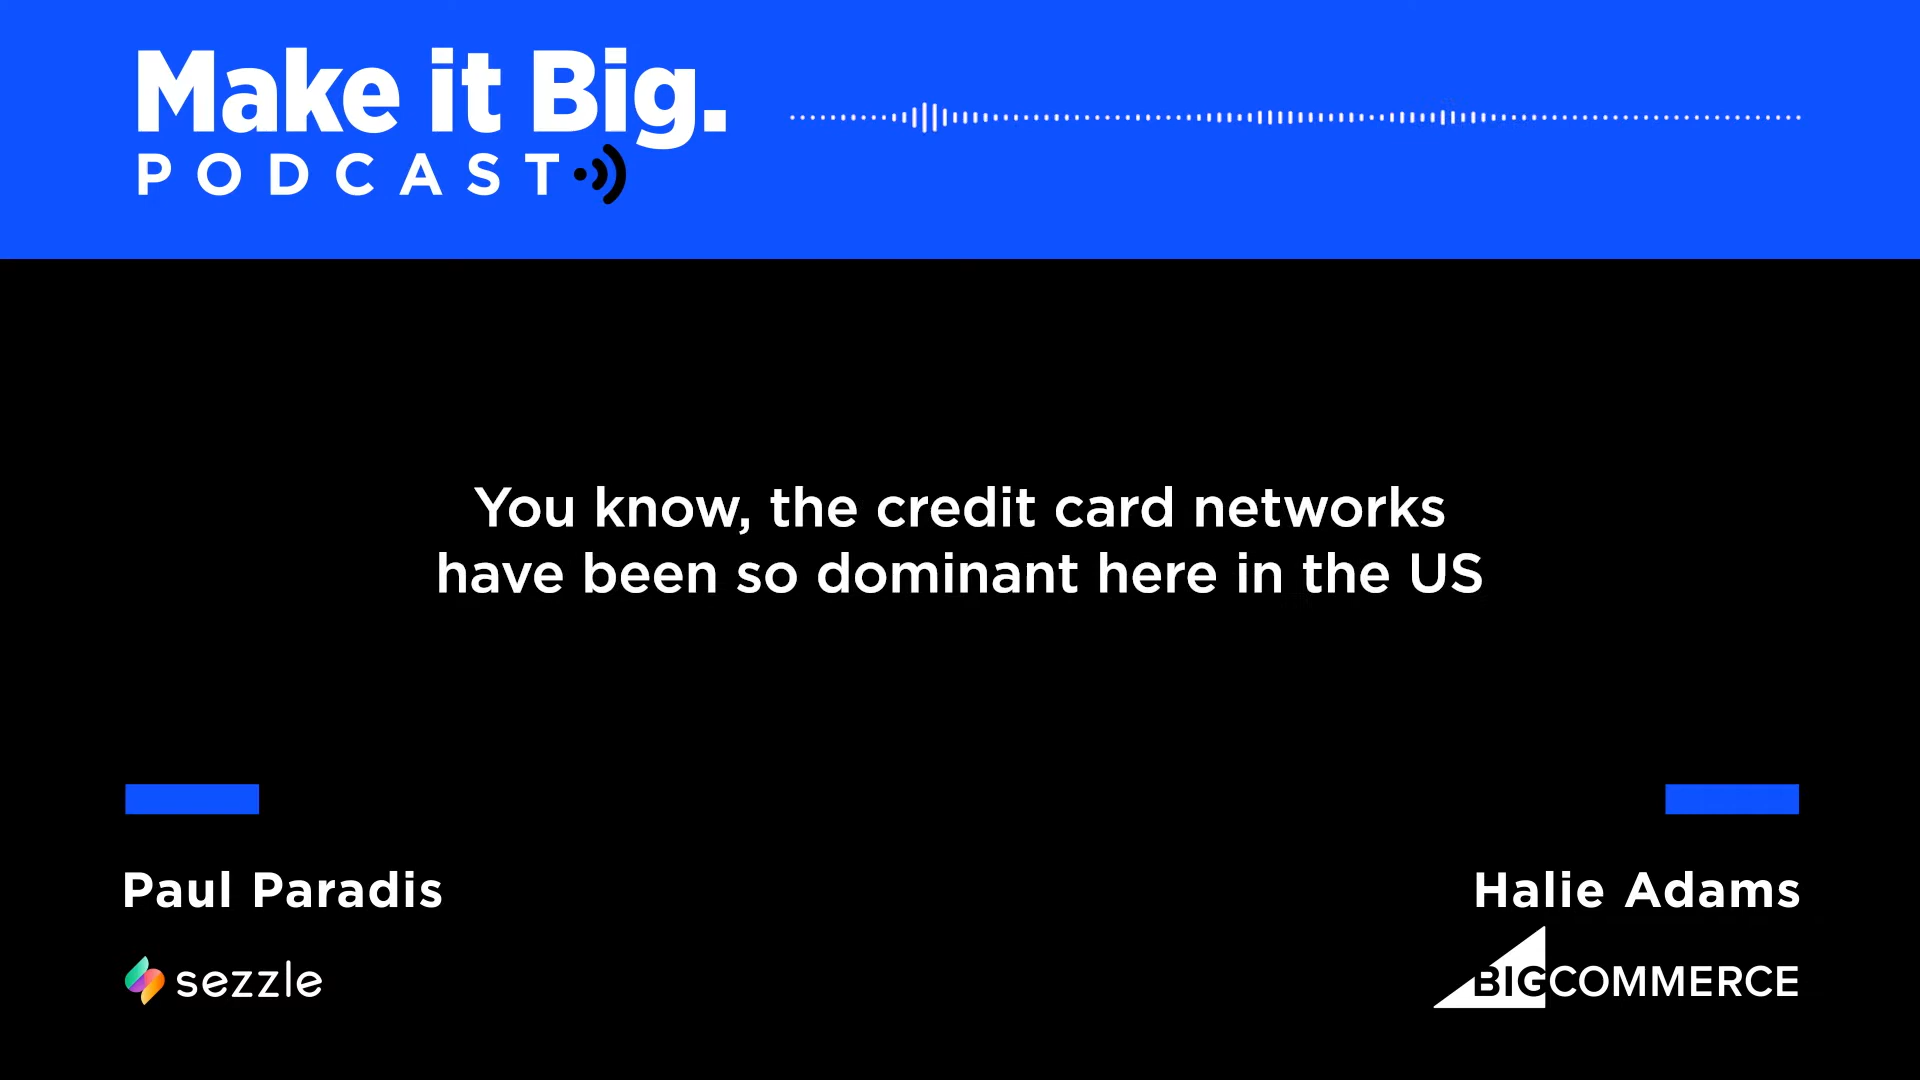 Make it Big.
PODCAST
You know, the credit card networks
have been so dominant here in the US
Paul Paradis
Halie Adams
sezzle
BIGCOMMERCE